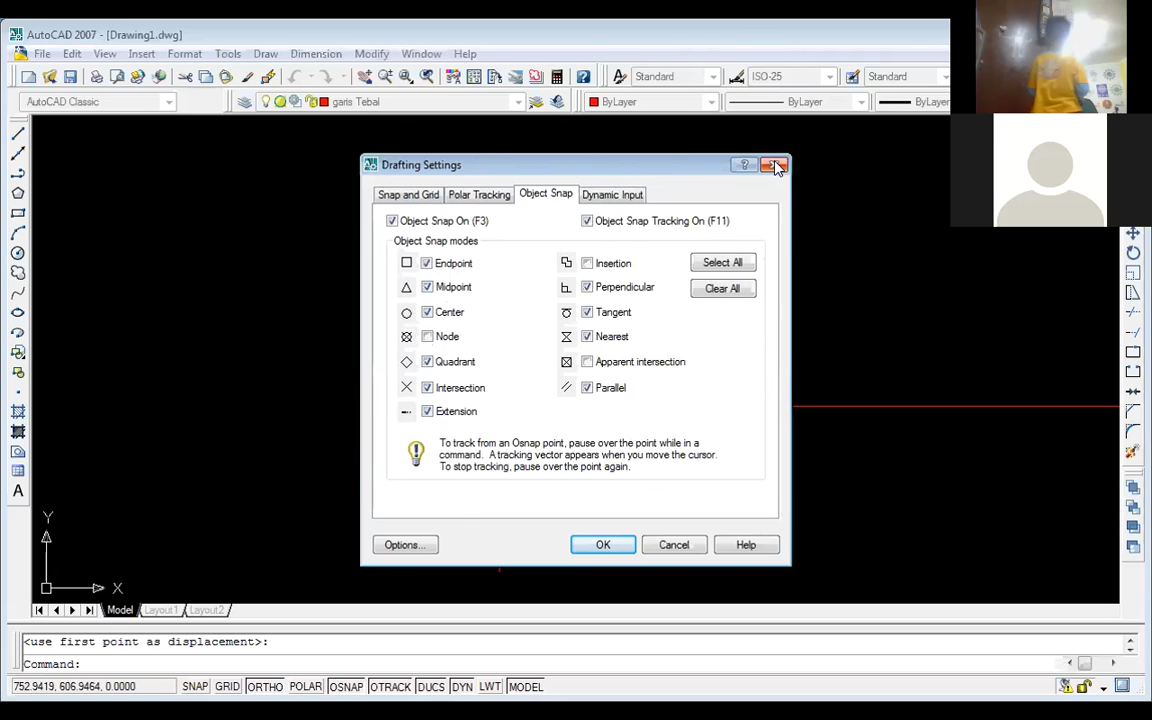 AutoCAD 2007 - [Drawing1.dwg]
File Edit View Insert Format Tools Draw Dimension Modify Window Help
Standard ISO-25 Standard
AutoCAD Classic garis Tebal ByLayer ByLayer
Drafting Settings
Snap and Grid Polar Tracking Object Snap Dynamic Input
Object Snap On (F3) Object Snap Tracking On (F11)
Object Snap modes
Endpoint Insertion Select All
Midpoint Perpendicular Clear All
Center Tangent
Node Nearest
Quadrant Apparent intersection
Intersection Parallel
Extension
To track from an Osnap point, pause over the point while in a
command. A tracking vector appears when you move the cursor.
To stop tracking, pause over the point again.
Options... OK Cancel Help
Y
X
Model Layout1 Layout2
<use first point as displacement>:
Command:
752.9419, 606.9464, 0.0000 SNAP GRID ORTHO POLAR OSNAP OTRACK DUCS DYN LWT MODEL